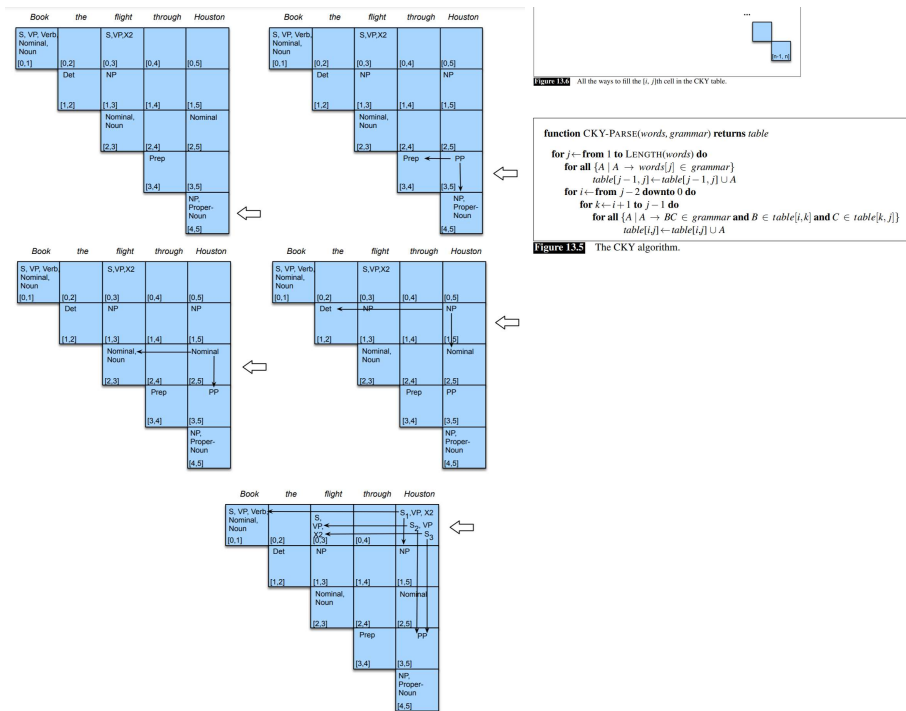 Book the flight through Houston
S, VP, Verb, S,VP,X2
Nominal,
Noun
[0,1] [0,2] [0,3] [0,4] [0,5]
Det NP
[1,2] [1,3] [1,4] [1,5]
Nominal, Nominal
Noun
[2,3] [2,4] [2,5]
Prep
[3,4] [3,5]
NP,
Proper-
Noun
[4,5]
Book the flight through Houston
S, VP, Verb, S,VP,X2
Nominal,
Noun
[0,1] [0,2] [0,3] [0,4] [0,5]
Det NP
[1,2] [1,3] [1,4] [1,5]
Nominal,
Noun
[2,3] [2,4] [2,5]
Prep PP
[3,4] [3,5]
NP,
Proper-
Noun
[4,5]
...
[n-1, n]
Figure 13.6 All the ways to fill the [i, j]th cell in the CKY table.
function CKY-PARSE(words, grammar) returns table
for j←from 1 to LENGTH(words) do
for all {A | A → words[j] ∈ grammar}
table[j−1, j]←table[j−1, j] ∪ A
for i←from j−2 downto 0 do
for k←i+1 to j−1 do
for all {A | A → BC ∈ grammar and B ∈ table[i,k] and C ∈ table[k, j]}
table[i,j]←table[i,j] ∪ A
Figure 13.5 The CKY algorithm.
Book the flight through Houston
S, VP, Verb, S,VP,X2
Nominal,
Noun
[0,1] [0,2] [0,3] [0,4] [0,5]
Det NP NP
[1,2] [1,3] [1,4] [1,5]
Nominal, Nominal
Noun
[2,3] [2,4] [2,5]
Prep PP
[3,4] [3,5]
NP,
Proper-
Noun
[4,5]
Book the flight through Houston
S, VP, Verb, S,VP,X2
Nominal,
Noun
[0,1] [0,2] [0,3] [0,4] [0,5]
Det NP NP
[1,2] [1,3] [1,4] [1,5]
Nominal, Nominal
Noun
[2,3] [2,4] [2,5]
Prep PP
[3,4] [3,5]
NP,
Proper-
Noun
[4,5]
Book the flight through Houston
S, VP, Verb, S, S1,VP, X2
Nominal, VP, S2, VP
Noun X2 S3
[0,1] [0,2] [0,3] [0,4]
Det NP NP
[1,2] [1,3] [1,4] [1,5]
Nominal, Nominal
Noun
[2,3] [2,4] [2,5]
Prep PP
[3,4] [3,5]
NP,
Proper-
Noun
[4,5]